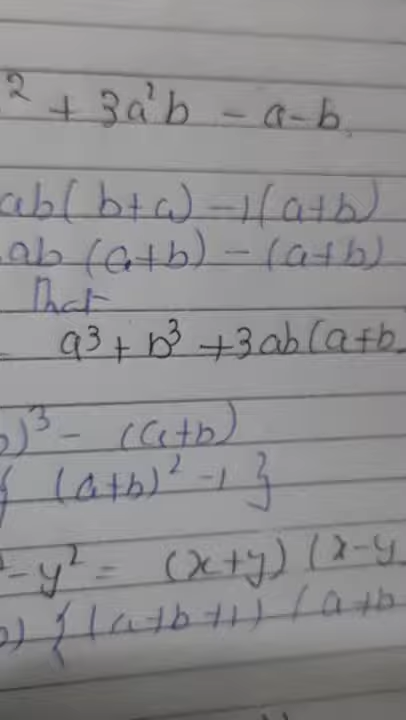 ² + 3a²b - a - b.
ab(b+a) - 1(a+b)
ab(a+b) - (a+b)
That
a³ + b³ + 3ab(a+b
)³ - (a+b)
{(a+b)² - 1}
- y² = (x+y)(x-y
) {(a+b+1)(a+b